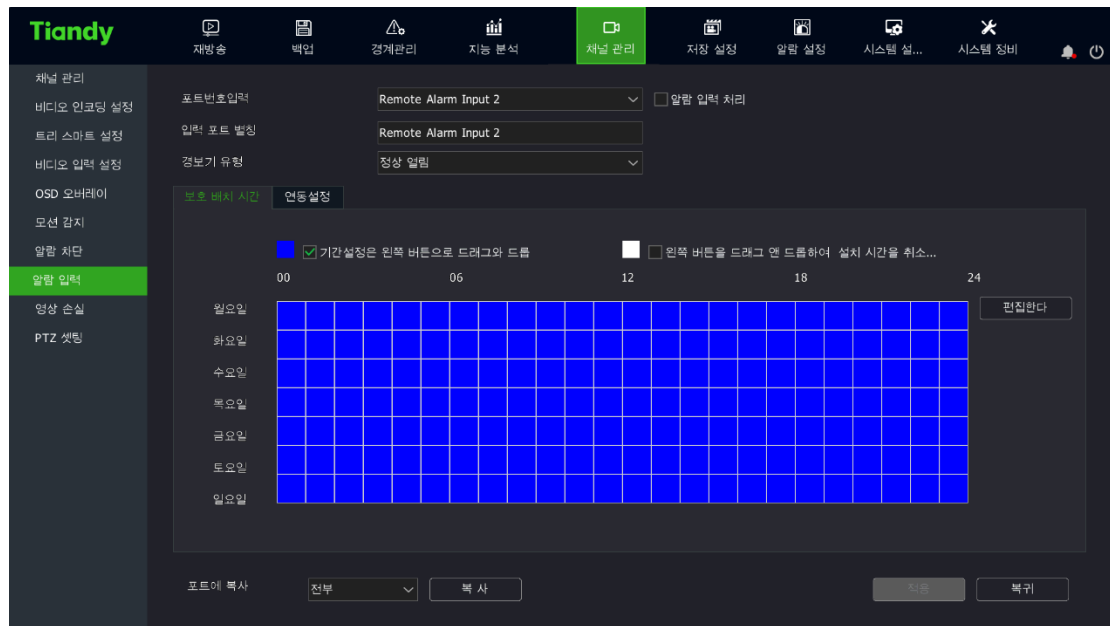 Tiandy
재방송
백업
경계관리
지능 분석
채널 관리
저장 설정
알람 설정
시스템 설...
시스템 정비
채널 관리
비디오 인코딩 설정
트리 스마트 설정
비디오 입력 설정
OSD 오버레이
모션 감지
알람 차단
알람 입력
영상 손실
PTZ 셋팅
포트번호입력 Remote Alarm Input 2 알람 입력 처리
입력 포트 별칭 Remote Alarm Input 2
경보기 유형 정상 열림
보호 배치 시간 연동설정
기간설정은 왼쪽 버튼으로 드래그와 드롭 왼쪽 버튼을 드래그 앤 드롭하여 설치 시간을 취소...
00 06 12 18 24
월요일 편집한다
화요일
수요일
목요일
금요일
토요일
일요일
포트에 복사 전부 복 사 적용 복귀